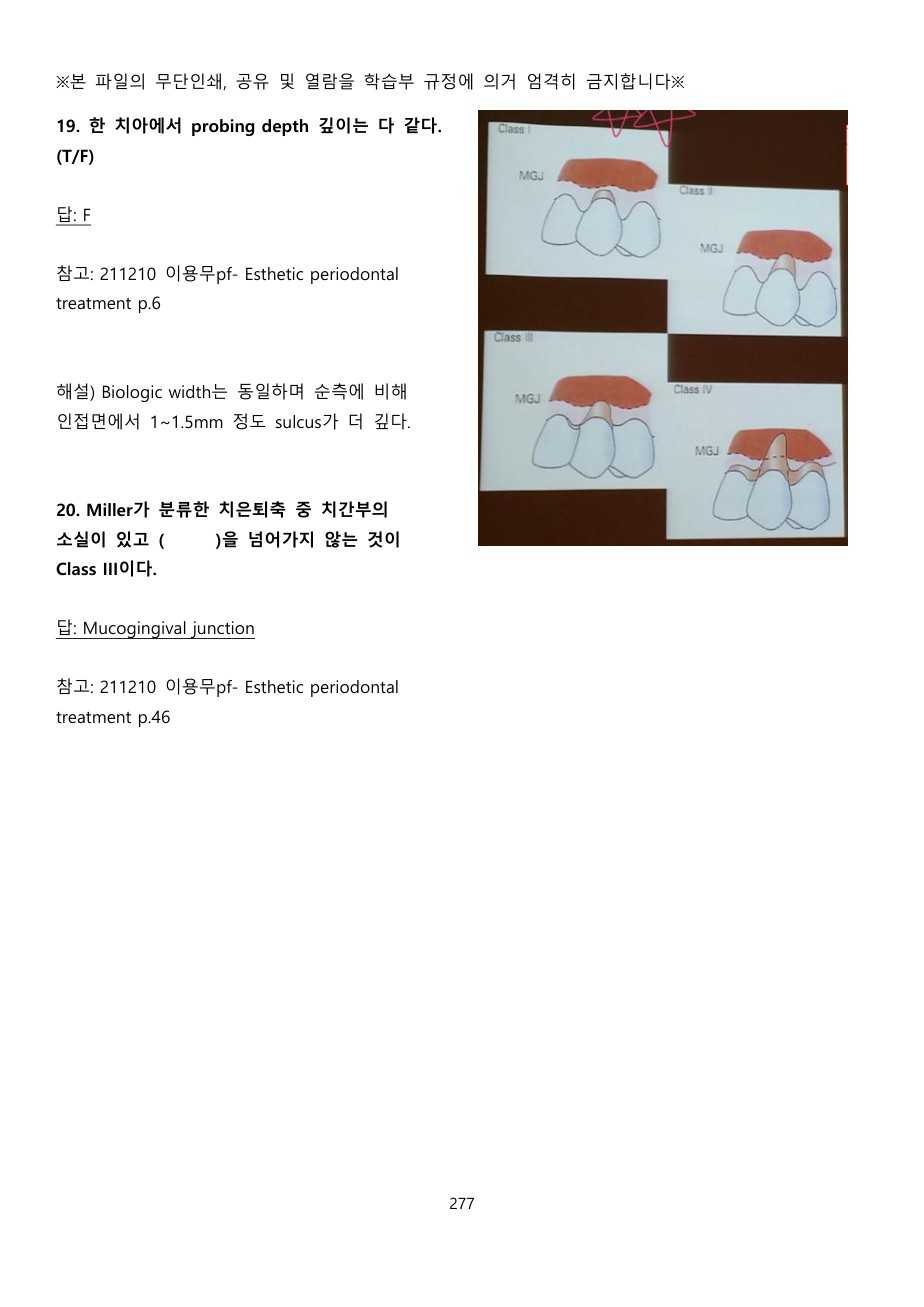 ※본 파일의 무단인쇄, 공유 및 열람을 학습부 규정에 의거 엄격히 금지합니다※
19. 한 치아에서 probing depth 깊이는 다 같다.
(T/F)
답: F
참고: 211210 이용무pf- Esthetic periodontal
treatment p.6
해설) Biologic width는 동일하며 순측에 비해
인접면에서 1~1.5mm 정도 sulcus가 더 깊다.
20. Miller가 분류한 치은퇴축 중 치간부의
소실이 있고 (      )을 넘어가지 않는 것이
Class III이다.
답: Mucogingival junction
참고: 211210 이용무pf- Esthetic periodontal
treatment p.46
Class I
MGJ
Class II
MGJ
Class III
MGJ
Class IV
MGJ
277